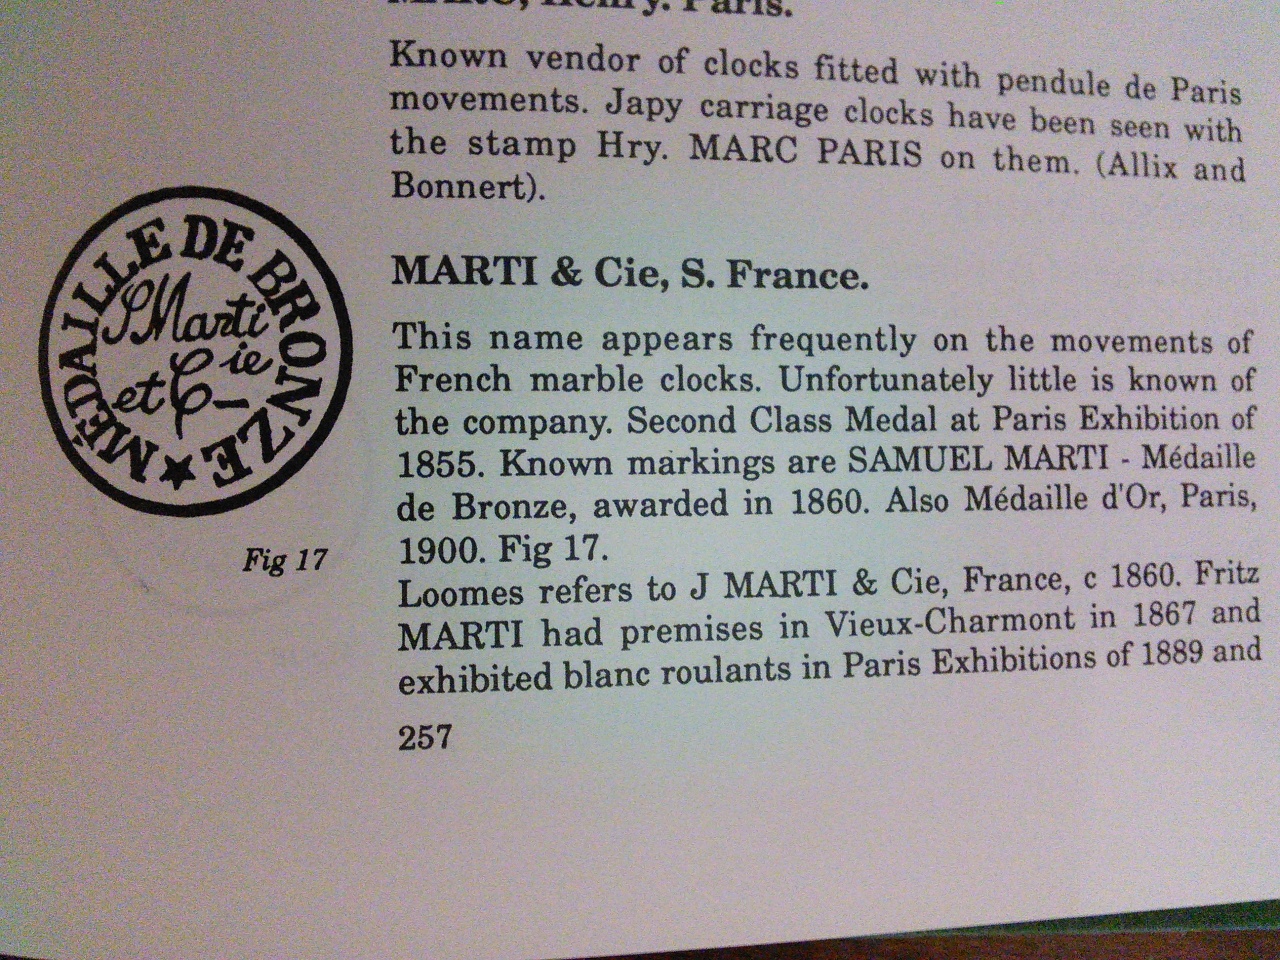 MARC, Henry. Paris.
Known vendor of clocks fitted with pendule de Paris
movements. Japy carriage clocks have been seen with
the stamp Hry. MARC PARIS on them. (Allix and
Bonnert).
MÉDAILLE DE BRONZE
S Marti
et Cie
Fig 17
MARTI & Cie, S. France.
This name appears frequently on the movements of
French marble clocks. Unfortunately little is known of
the company. Second Class Medal at Paris Exhibition of
1855. Known markings are SAMUEL MARTI - Médaille
de Bronze, awarded in 1860. Also Médaille d'Or, Paris,
1900. Fig 17.
Loomes refers to J MARTI & Cie, France, c 1860. Fritz
MARTI had premises in Vieux-Charmont in 1867 and
exhibited blanc roulants in Paris Exhibitions of 1889 and
257